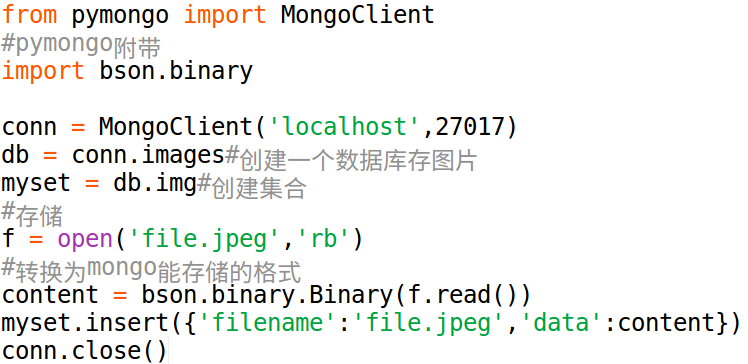 from pymongo import MongoClient
#pymongo附带
import bson.binary
conn = MongoClient('localhost',27017)
db = conn.images#创建一个数据库存图片
myset = db.img#创建集合
#存储
f = open('file.jpeg','rb')
#转换为mongo能存储的格式
content = bson.binary.Binary(f.read())
myset.insert({'filename':'file.jpeg','data':content})
conn.close()